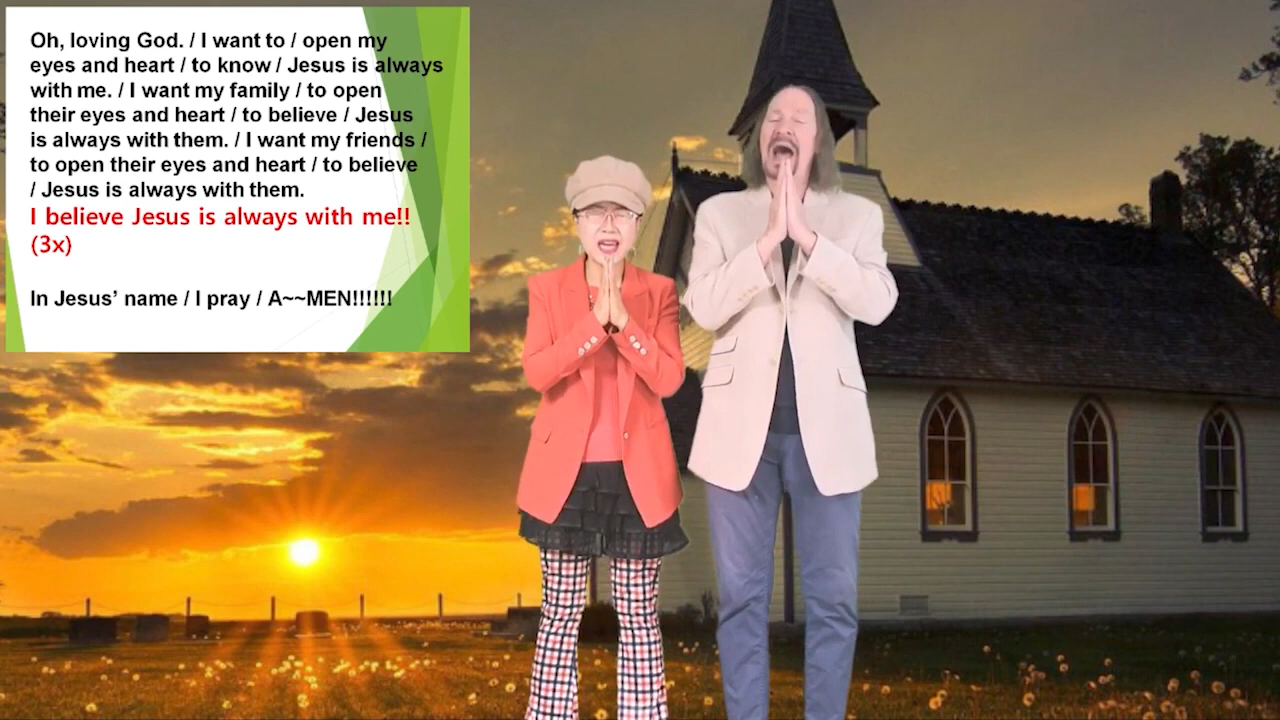 Oh, loving God. / I want to / open my
eyes and heart / to know / Jesus is always
with me. / I want my family / to open
their eyes and heart / to believe / Jesus
is always with them. / I want my friends /
to open their eyes and heart / to believe
/ Jesus is always with them.
I believe Jesus is always with me!!
(3x)
In Jesus’ name / I pray / A~~MEN!!!!!!